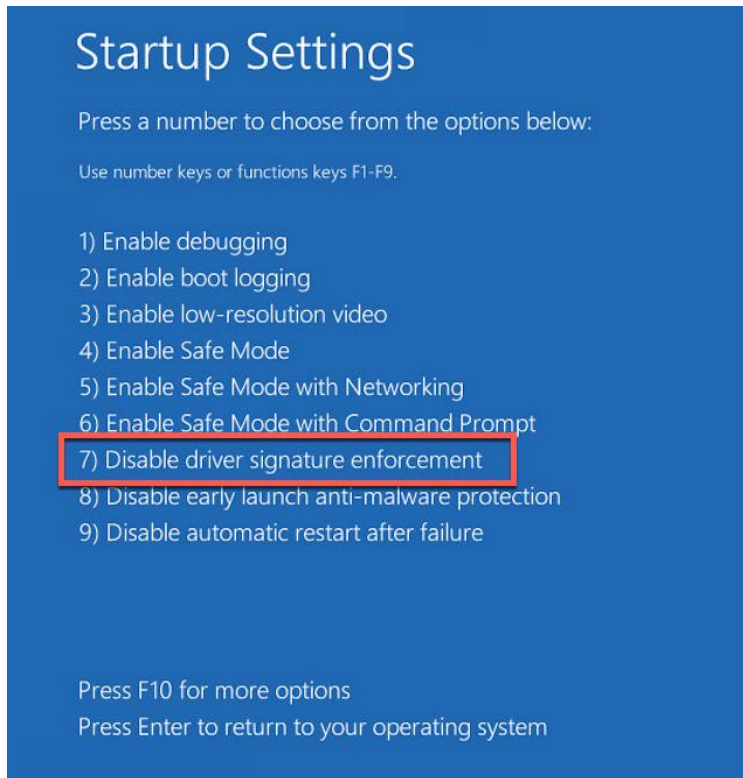 Startup Settings
Press a number to choose from the options below:
Use number keys or functions keys F1-F9.
1) Enable debugging
2) Enable boot logging
3) Enable low-resolution video
4) Enable Safe Mode
5) Enable Safe Mode with Networking
6) Enable Safe Mode with Command Prompt
7) Disable driver signature enforcement
8) Disable early launch anti-malware protection
9) Disable automatic restart after failure
Press F10 for more options
Press Enter to return to your operating system